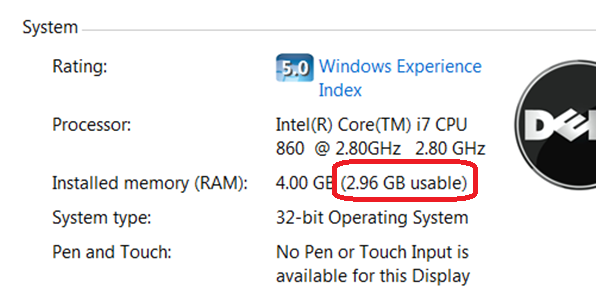 System
Rating:
5.0 Windows Experience
Index
Processor:
Intel(R) Core(TM) i7 CPU
860 @ 2.80GHz 2.80 GHz
Installed memory (RAM): 4.00 GB (2.96 GB usable)
System type: 32-bit Operating System
Pen and Touch: No Pen or Touch Input is
available for this Display
DELL